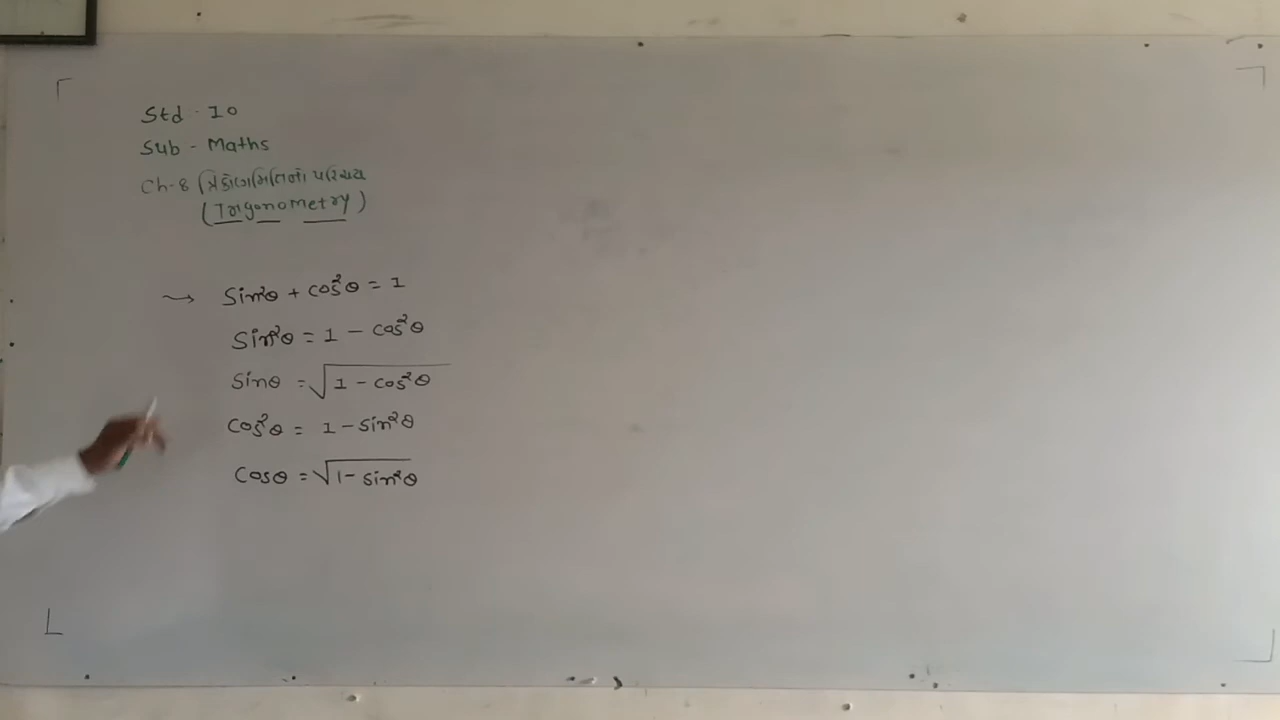 Std - 10
Sub - Maths
Ch-8 ત્રિકોણમિતિનો પરિચય
(Trigonometry)
Sin²θ + cos²θ = 1
Sin²θ = 1 - cos²θ
Sinθ = √1 - cos²θ
Cos²θ = 1 - Sin²θ
Cosθ = √1 - Sin²θ